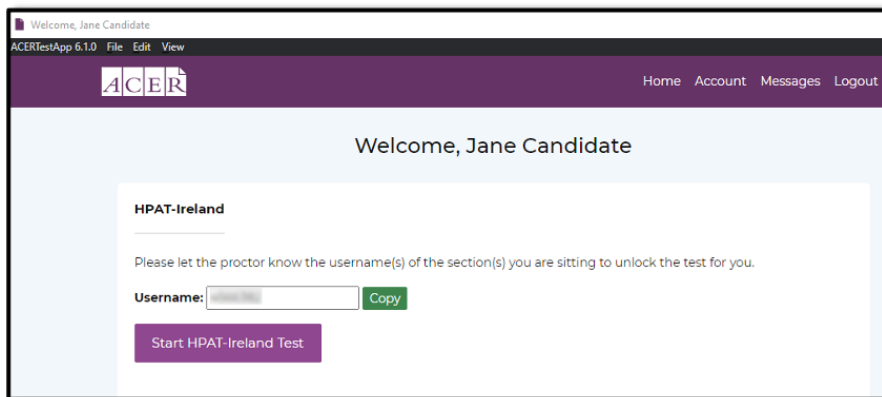 Welcome, Jane Candidate
ACERTestApp 6.1.0 File Edit View
ACER
Home Account Messages Logout
Welcome, Jane Candidate
HPAT-Ireland
Please let the proctor know the username(s) of the section(s) you are sitting to unlock the test for you.
Username: Copy
Start HPAT-Ireland Test